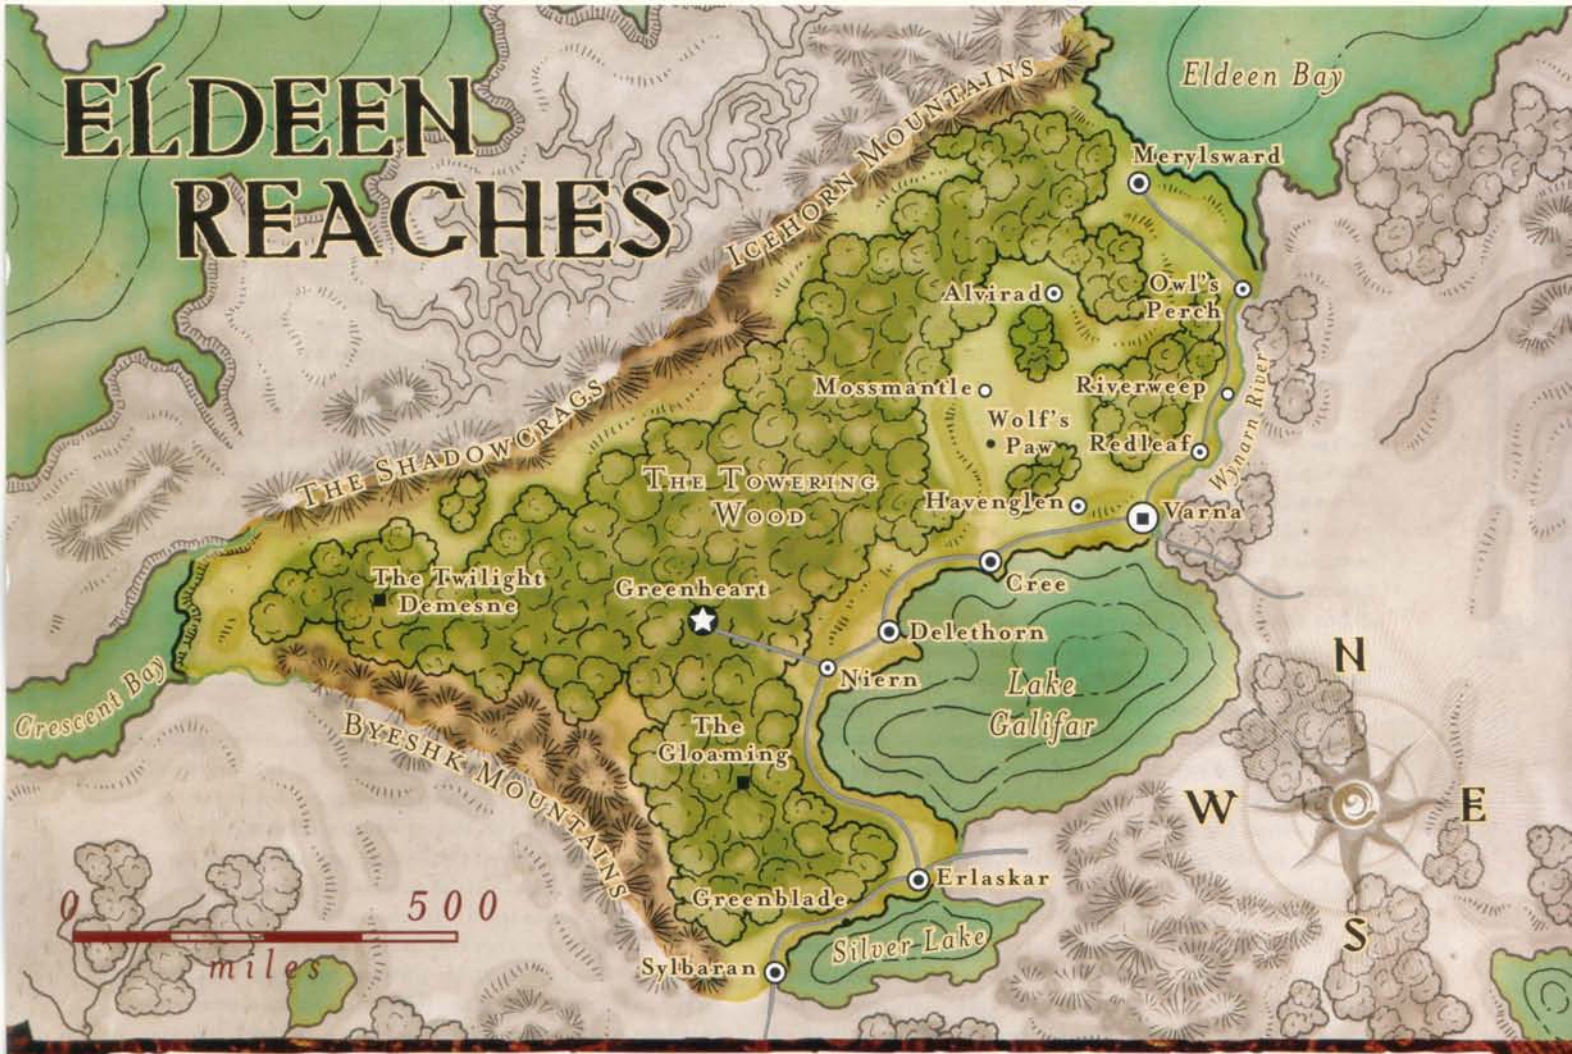 ELDEEN
REACHES
Eldeen Bay
ICEHORN MOUNTAINS
Merylsward
Alvirad
Owl's
Perch
Mossmantle
Riverweep
Wolf's
Paw
Redleaf
Wynarn River
THE SHADOWCRAGS
THE TOWERING
WOOD
Havenglen
Varna
The Twilight
Demesne
Greenheart
Cree
Delethorn
Niern
Lake
Galifar
Crescent Bay
BYESHK MOUNTAINS
The
Gloaming
N
W
E
S
Erlaskar
Greenblade
Silver Lake
Sylbaran
0
500
miles